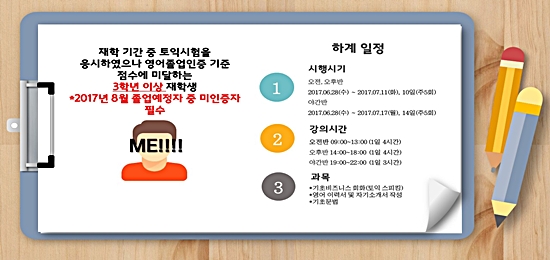 재학 기간 중 토익시험을
응시하였으나 영어졸업인증 기준
점수에 미달하는
3학년 이상 재학생
*2017년 8월 졸업예정자 중 미인증자
필수
ME!!!!
하계 일정
1
시행시기
오전, 오후반
2017.06.28(수) ~ 2017.07.11(화), 10일(주5회)
야간반
2017.06.28(수) ~ 2017.07.17(월), 14일(주5회)
2
강의시간
오전반 09:00~13:00 (1일 4시간)
오후반 14:00~18:00 (1일 4시간)
야간반 19:00~22:00 (1일 3시간)
3
과목
*기초비즈니스 회화(토익 스피킹)
*영어 이력서 및 자기소개서 작성
*기초문법